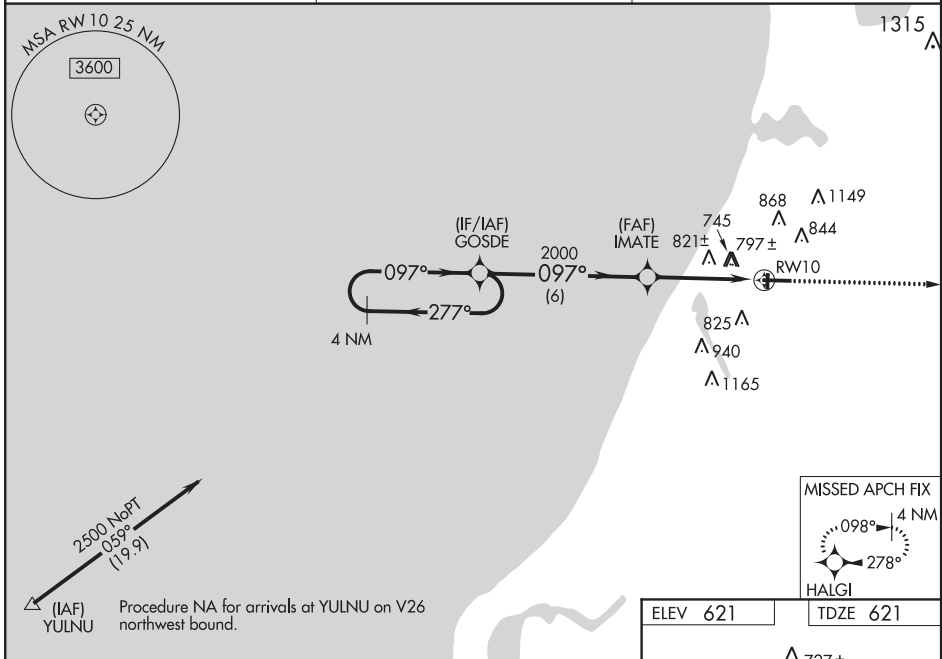 MSA RW 10 25 NM
3600
1315
(IF/IAF)
GOSDE
2000
097°
(6)
097°
277°
4 NM
(FAF)
IMATE
821±
745
797±
868
1149
844
RW10
825
940
1165
2500 NoPT
059°
(19.9)
(IAF)
YULNU
Procedure NA for arrivals at YULNU on V26
northwest bound.
MISSED APCH FIX
4 NM
098°
278°
HALGI
ELEV 621
TDZE 621
727±